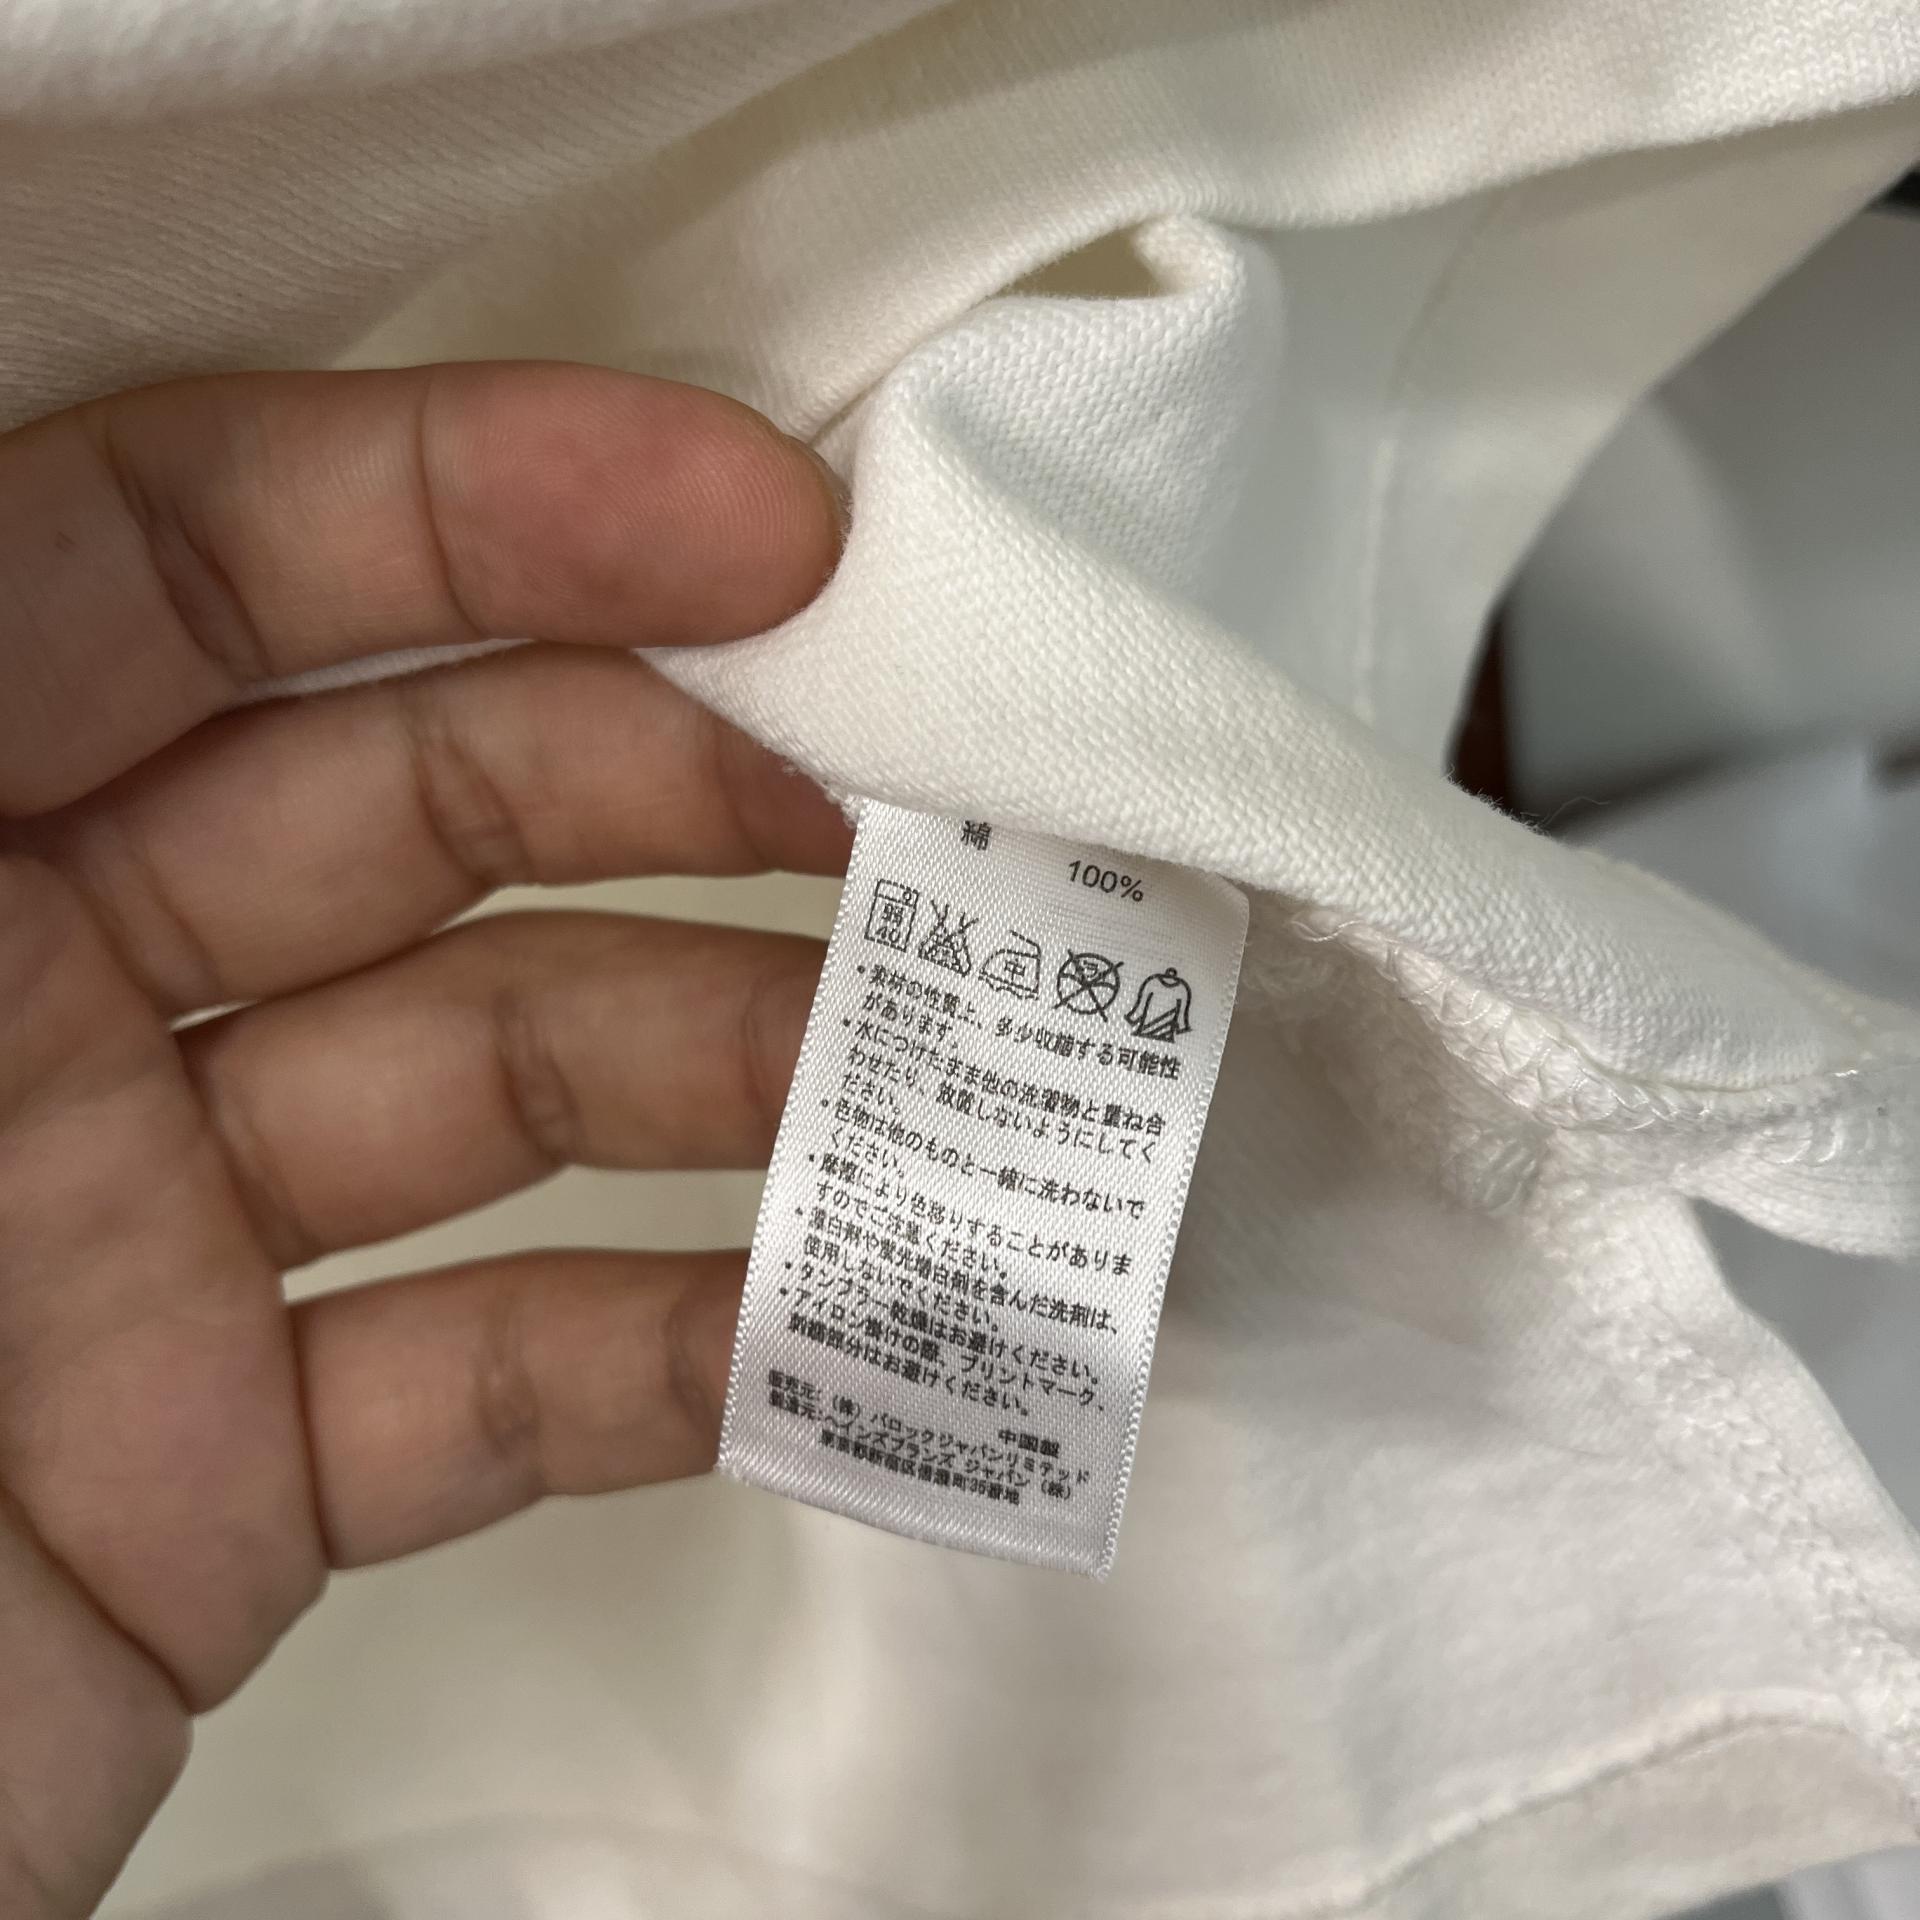 綿 100%
・素材の性質上、多少収縮する可能性
があります。
・水につけたまま他の洗濯物と重ね合
わせたり、放置しないようにしてく
ださい。
・色物は他のものと一緒に洗わないで
ください。
・摩擦により色移りすることがありま
すのでご注意ください。
・漂白剤や蛍光増白剤を含んだ洗剤は、
使用しないでください。
・タンブラー乾燥はお避けください。
・アイロン掛けの際、プリントマーク、
刺繍部分はお避けください。
中国製
販売元:(株)バロックジャパンリミテッド
製造元:ヘインズブランズ ジャパン(株)
東京都新宿区信濃町35番地